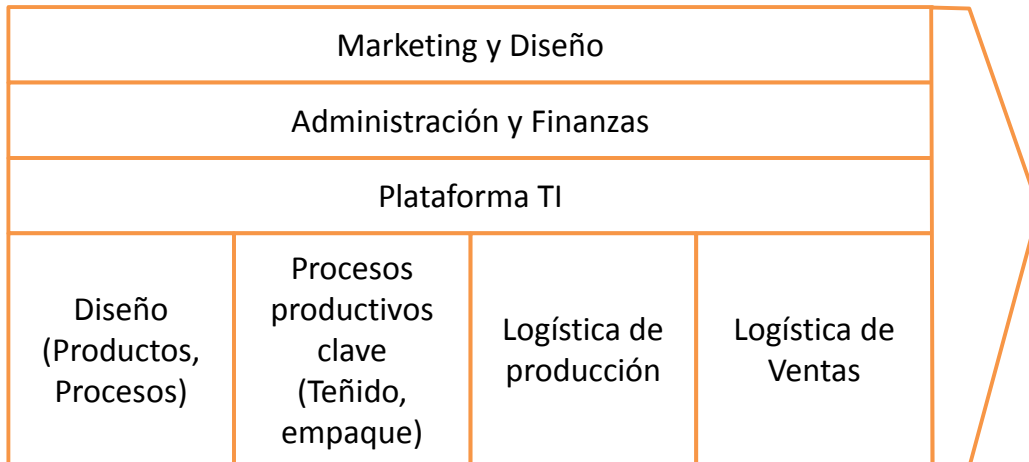 Marketing y Diseño
Administración y Finanzas
Plataforma TI
Diseño
(Productos,
Procesos)
Procesos
productivos
clave
(Teñido,
empaque)
Logística de
producción
Logística de
Ventas